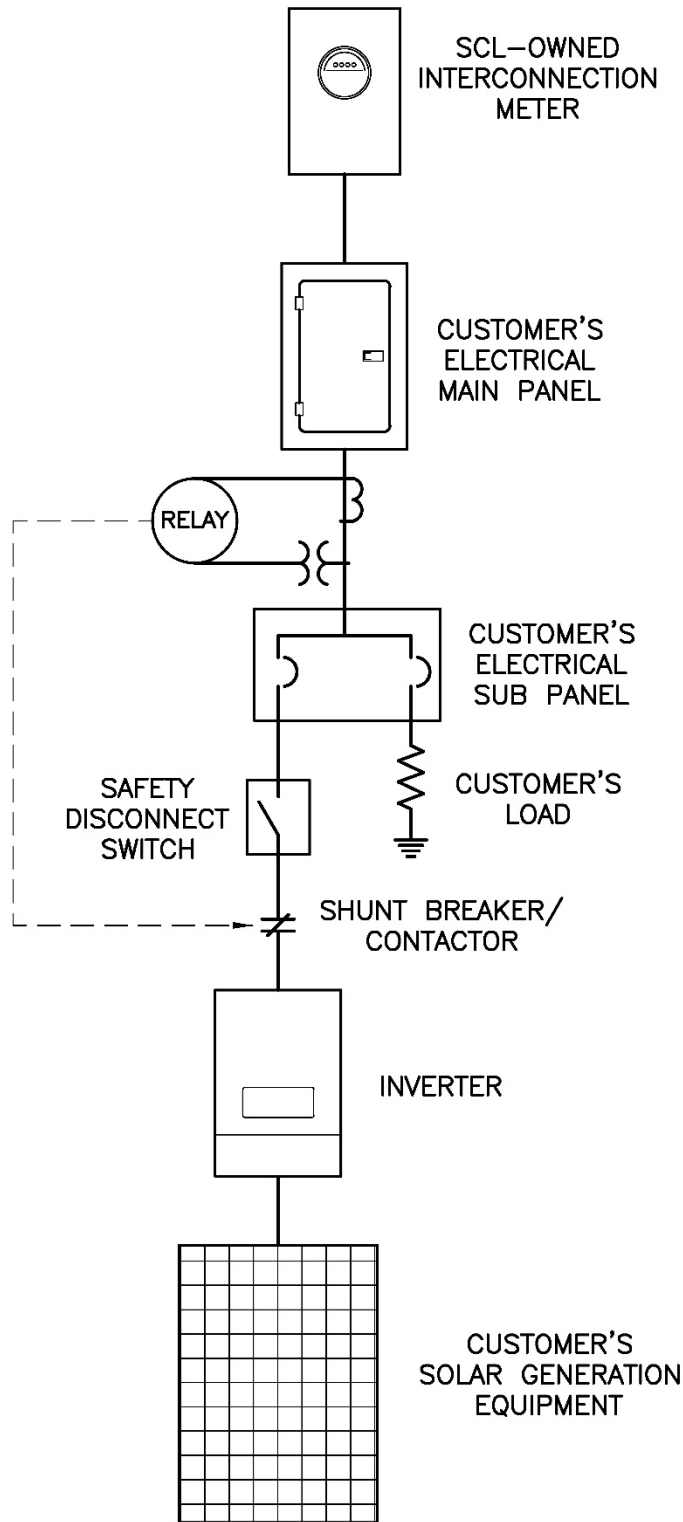 SCL-OWNED
INTERCONNECTION
METER
CUSTOMER'S
ELECTRICAL
MAIN PANEL
RELAY
CUSTOMER'S
ELECTRICAL
SUB PANEL
SAFETY
DISCONNECT
SWITCH
CUSTOMER'S
LOAD
SHUNT BREAKER/
CONTACTOR
INVERTER
CUSTOMER'S
SOLAR GENERATION
EQUIPMENT